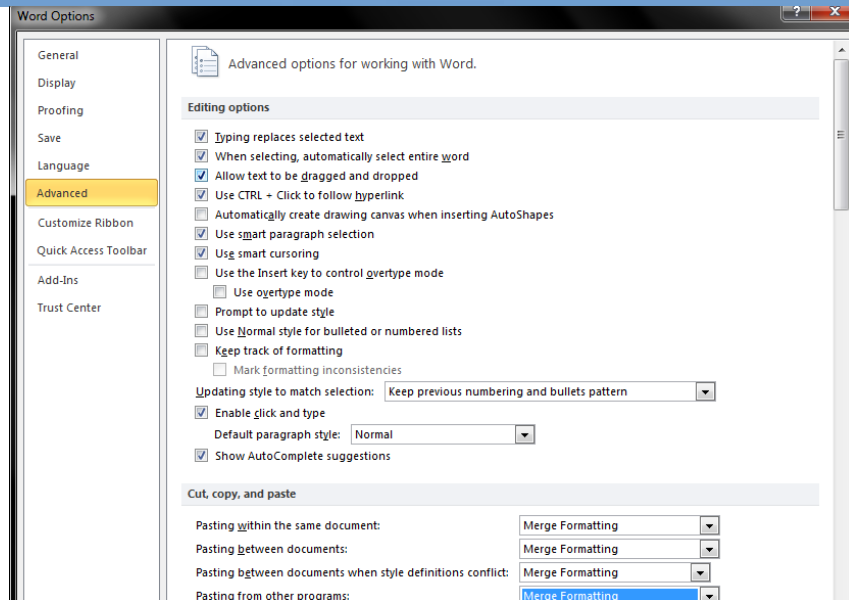 Word Options
?
General
Display
Proofing
Save
Language
Advanced
Customize Ribbon
Quick Access Toolbar
Add-Ins
Trust Center
Advanced options for working with Word.
Editing options
Typing replaces selected text
When selecting, automatically select entire word
Allow text to be dragged and dropped
Use CTRL + Click to follow hyperlink
Automatically create drawing canvas when inserting AutoShapes
Use smart paragraph selection
Use smart cursoring
Use the Insert key to control overtype mode
Use overtype mode
Prompt to update style
Use Normal style for bulleted or numbered lists
Keep track of formatting
Mark formatting inconsistencies
Updating style to match selection: Keep previous numbering and bullets pattern
Enable click and type
Default paragraph style: Normal
Show AutoComplete suggestions
Cut, copy, and paste
Pasting within the same document: Merge Formatting
Pasting between documents: Merge Formatting
Pasting between documents when style definitions conflict: Merge Formatting
Pasting from other programs: Merge Formatting